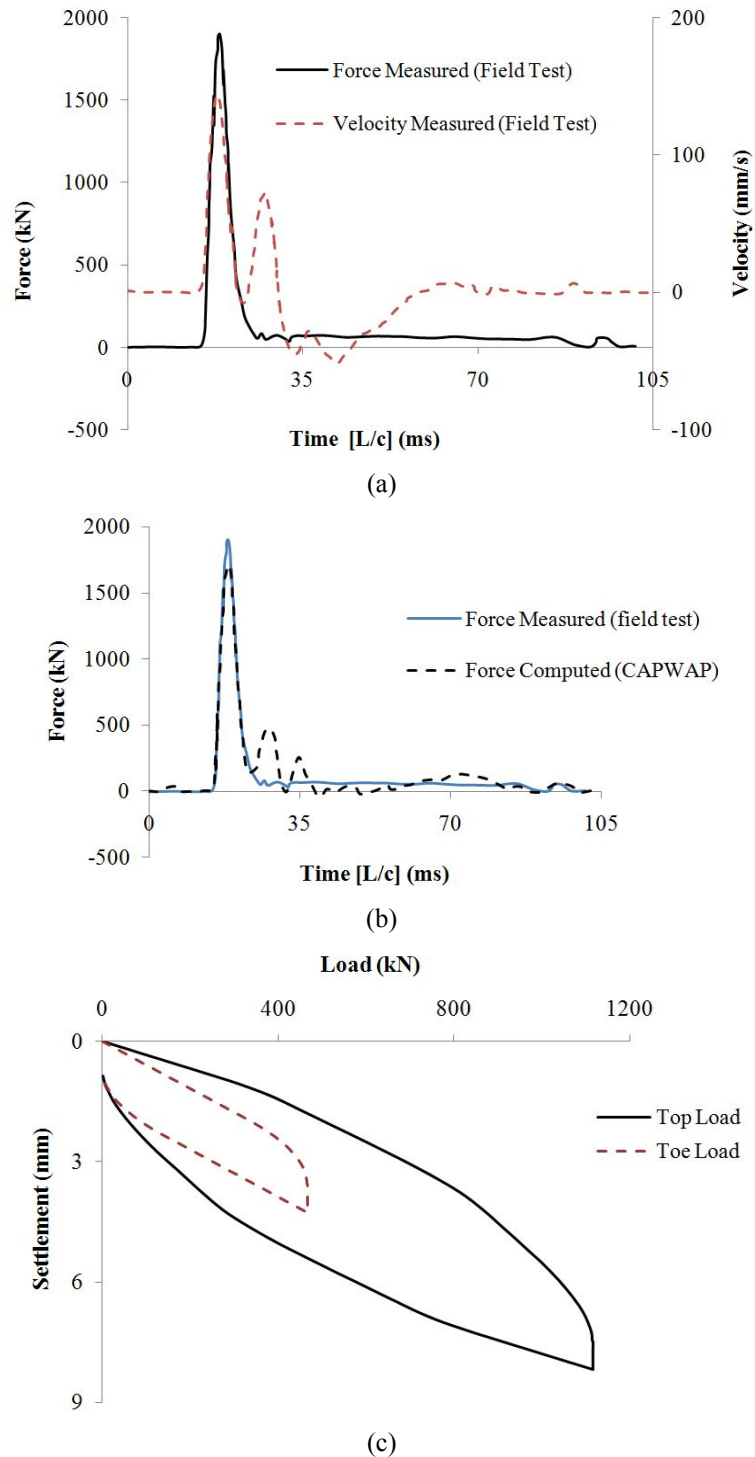 2000
1500
1000
500
0
-500
Force (kN)
Force Measured (Field Test)
Velocity Measured (Field Test)
200
100
0
-100
Velocity (mm/s)
0
35
70
105
Time [L/c] (ms)
(a)
2000
1500
1000
500
0
-500
Force (kN)
Force Measured (field test)
Force Computed (CAPWAP)
0
35
70
105
Time [L/c] (ms)
(b)
Load (kN)
0
400
800
1200
0
3
6
9
Settlement (mm)
Top Load
Toe Load
(c)